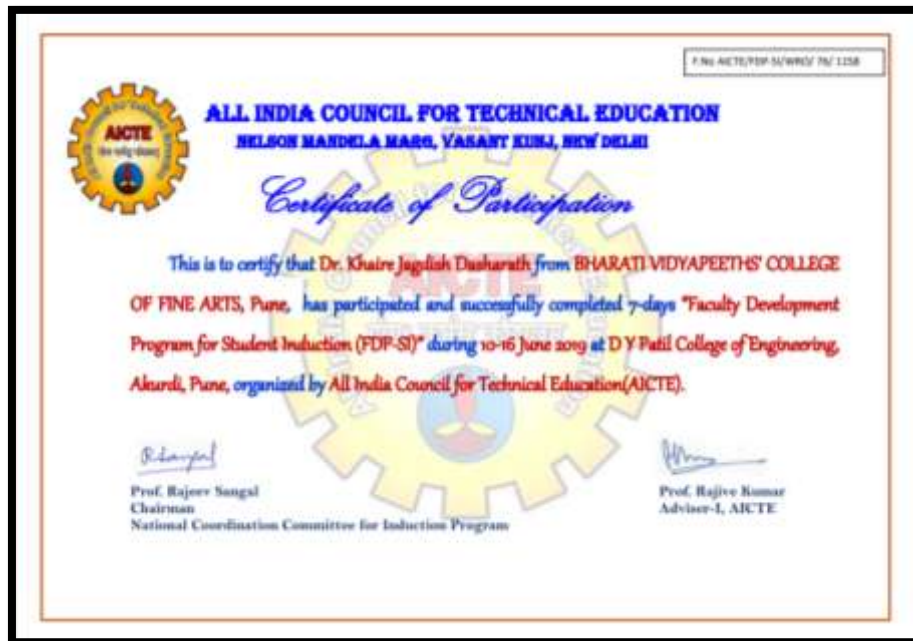 F.No AICTE/FDP-SI/WRO/ 76/ 1158
ALL INDIA COUNCIL FOR TECHNICAL EDUCATION
NELSON MANDELA MARG, VASANT KUNJ, NEW DELHI
AICTE
Certificate of Participation
This is to certify that Dr. Khaire Jagdish Dasharath from BHARATI VIDYAPEETHS' COLLEGE
OF FINE ARTS, Pune, has participated and successfully completed 7-days "Faculty Development
Program for Student Induction (FDP-SI)" during 10-16 June 2019 at D Y Patil College of Engineering,
Akurdi, Pune, organized by All India Council for Technical Education(AICTE).
AICTE
Prof. Rajeev Sangal
Chairman
National Coordination Committee for Induction Program
Prof. Rajive Kumar
Adviser-I, AICTE